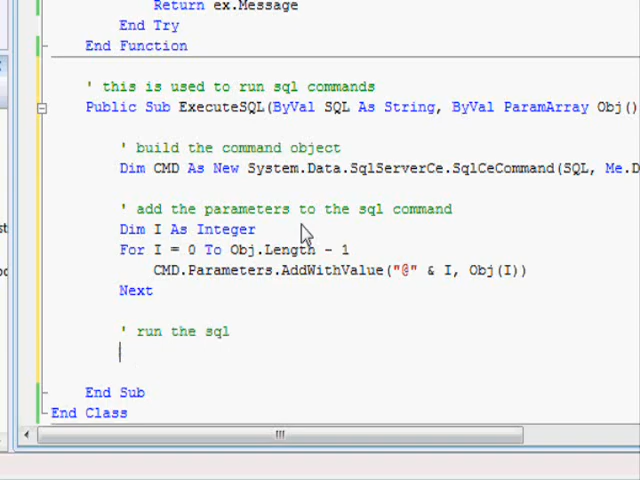 Return ex.Message
End Try
End Function
' this is used to run sql commands
Public Sub ExecuteSQL(ByVal SQL As String, ByVal ParamArray Obj()
' build the command object
Dim CMD As New System.Data.SqlServerCe.SqlCeCommand(SQL, Me.D
' add the parameters to the sql command
Dim I As Integer
For I = 0 To Obj.Length - 1
CMD.Parameters.AddWithValue("@" & I, Obj(I))
Next
' run the sql
End Sub
End Class